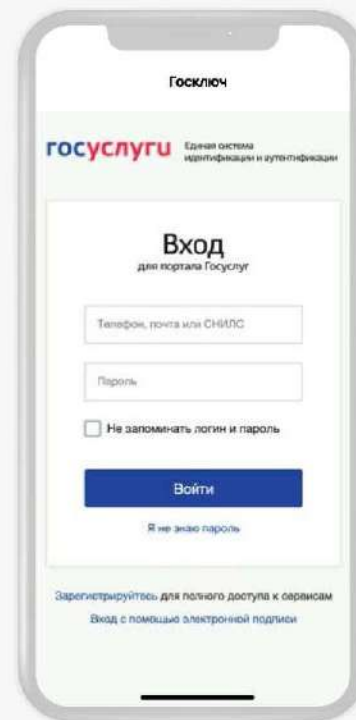 Госключ
госуслуги
Единая система
идентификации и аутентификации
Вход
для портала Госуслуг
Телефон, почта или СНИЛС
Пароль
Не запоминать логин и пароль
Войти
Я не знаю пароль
Зарегистрируйтесь для полного доступа к сервисам
Вход с помощью электронной подписи